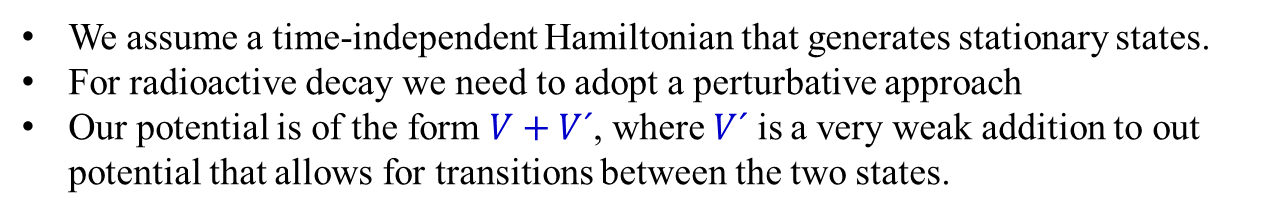 • We assume a time-independent Hamiltonian that generates stationary states.
• For radioactive decay we need to adopt a perturbative approach
• Our potential is of the form V + V´, where V´ is a very weak addition to out
potential that allows for transitions between the two states.